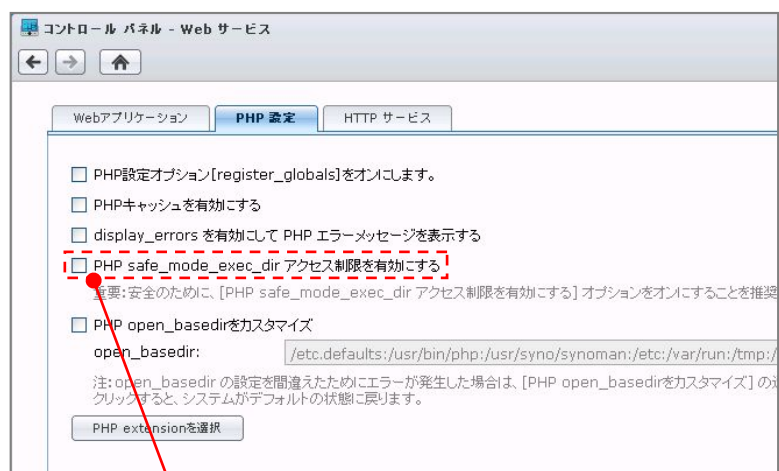 コントロール パネル - Web サービス
Webアプリケーション PHP 設定 HTTP サービス
PHP設定オプション[register_globals]をオンにします。
PHPキャッシュを有効にする
display_errors を有効にして PHP エラーメッセージを表示する
PHP safe_mode_exec_dir アクセス制限を有効にする
重要:安全のために、[PHP safe_mode_exec_dir アクセス制限を有効にする] オプションをオンにすることを推奨
PHP open_basedirをカスタマイズ
open_basedir: /etc.defaults:/usr/bin/php:/usr/syno/synoman:/etc:/var/run:/tmp:/
注:open_basedir の設定を間違えたためにエラーが発生した場合は、[PHP open_basedirをカスタマイズ] の
クリックすると、システムがデフォルトの状態に戻ります。
PHP extensionを選択